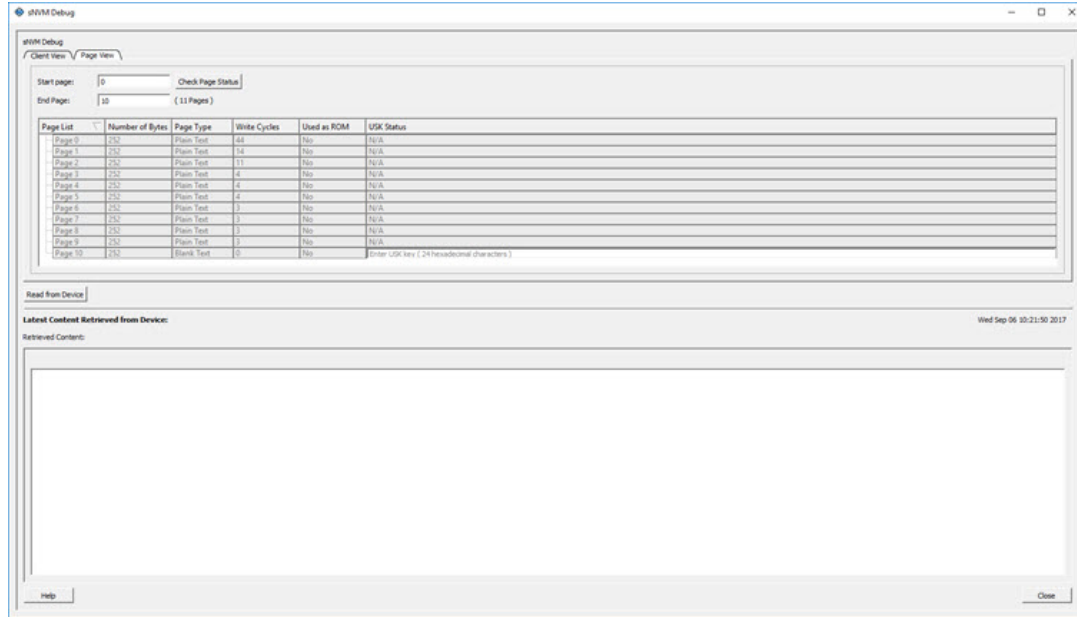 sNVM Debug
sNVM Debug
Client View Page View
Start page: 0 Check Page Status
End Page: 10 ( 11 Pages )
Page List Number of Bytes Page Type Write Cycles Used as ROM USK Status
Page 0 252 Plain Text 44 No N/A
Page 1 252 Plain Text 14 No N/A
Page 2 252 Plain Text 11 No N/A
Page 3 252 Plain Text 4 No N/A
Page 4 252 Plain Text 4 No N/A
Page 5 252 Plain Text 4 No N/A
Page 6 252 Plain Text 3 No N/A
Page 7 252 Plain Text 3 No N/A
Page 8 252 Plain Text 3 No N/A
Page 9 252 Plain Text 3 No N/A
Page 10 252 Blank Text 0 No Enter USK key ( 24 hexadecimal characters )
Read from Device
Latest Content Retrieved from Device: Wed Sep 06 10:21:50 2017
Retrieved Content:
Help Close